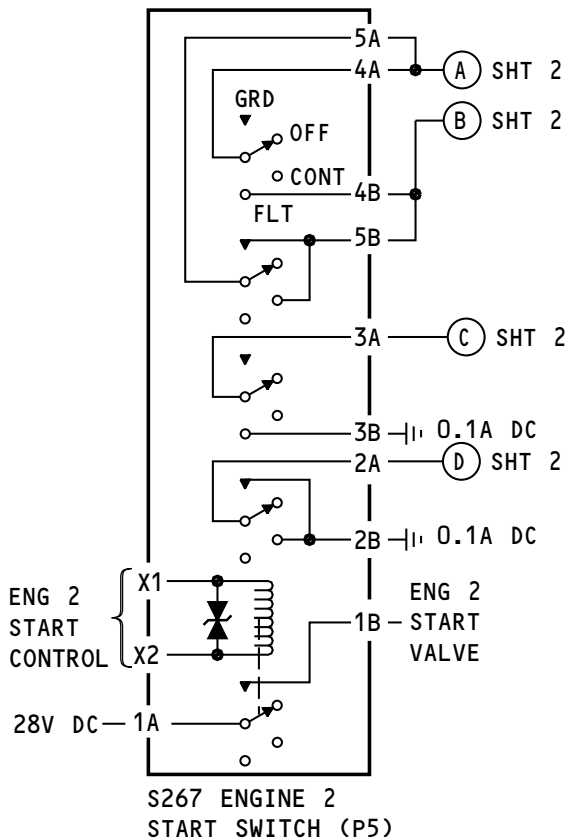 5A
4A
A SHT 2
GRD
OFF
B SHT 2
CONT
4B
FLT
5B
3A
C SHT 2
3B
0.1A DC
2A
D SHT 2
2B
0.1A DC
X1
ENG 2
START
CONTROL
X2
1B
ENG 2
START
VALVE
28V DC
1A
S267 ENGINE 2
START SWITCH (P5)